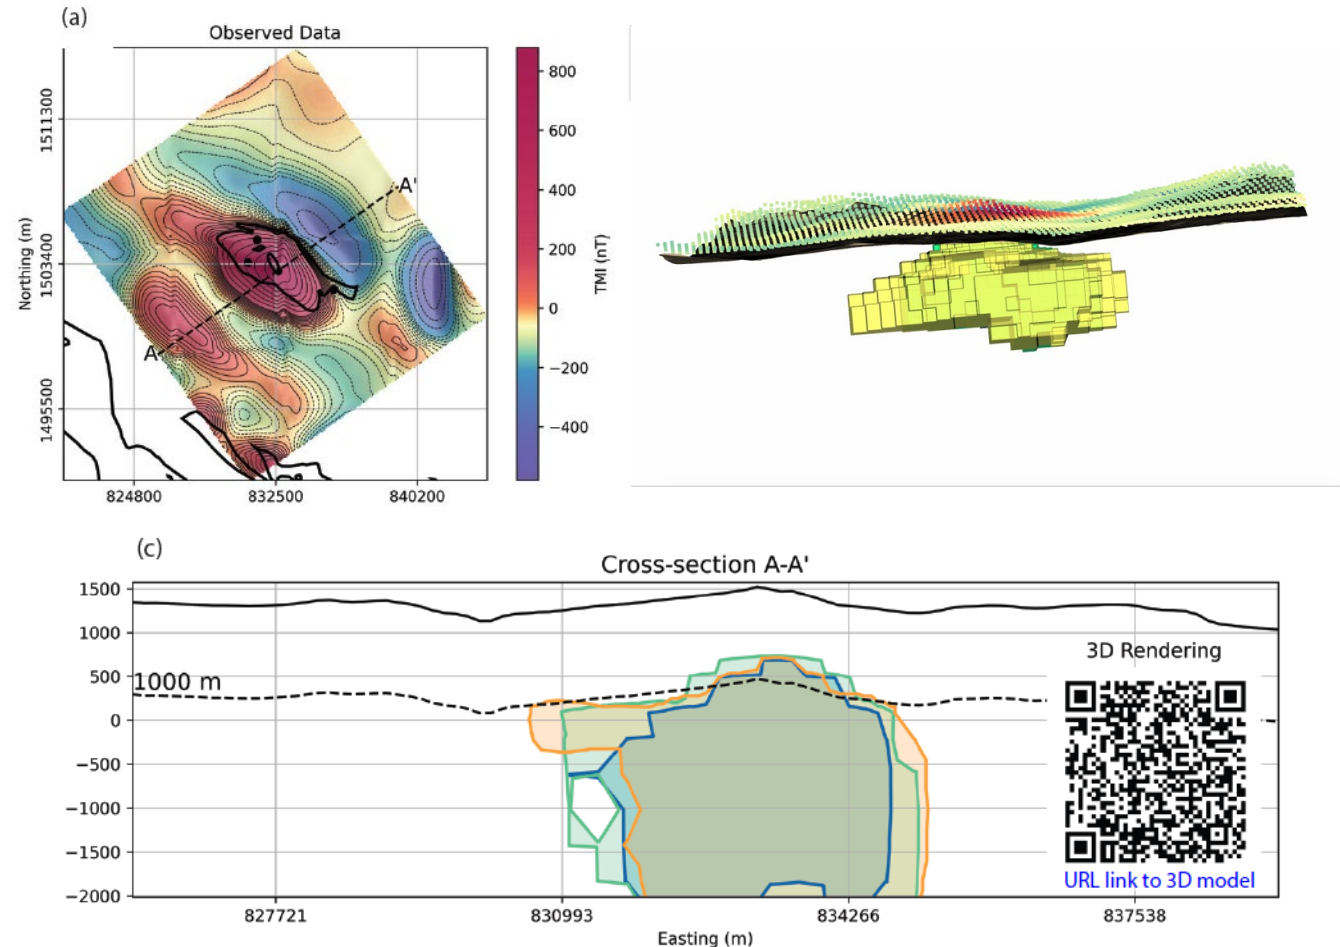 (a)
Observed Data
1511300
1503400
1495500
Northing (m)
A'
A
824800
832500
840200
800
600
400
200
0
−200
−400
TMI (nT)
(c)
Cross-section A-A'
1500
1000
500
0
−500
−1000
−1500
−2000
1000 m
3D Rendering
URL link to 3D model
827721
830993
834266
837538
Easting (m)